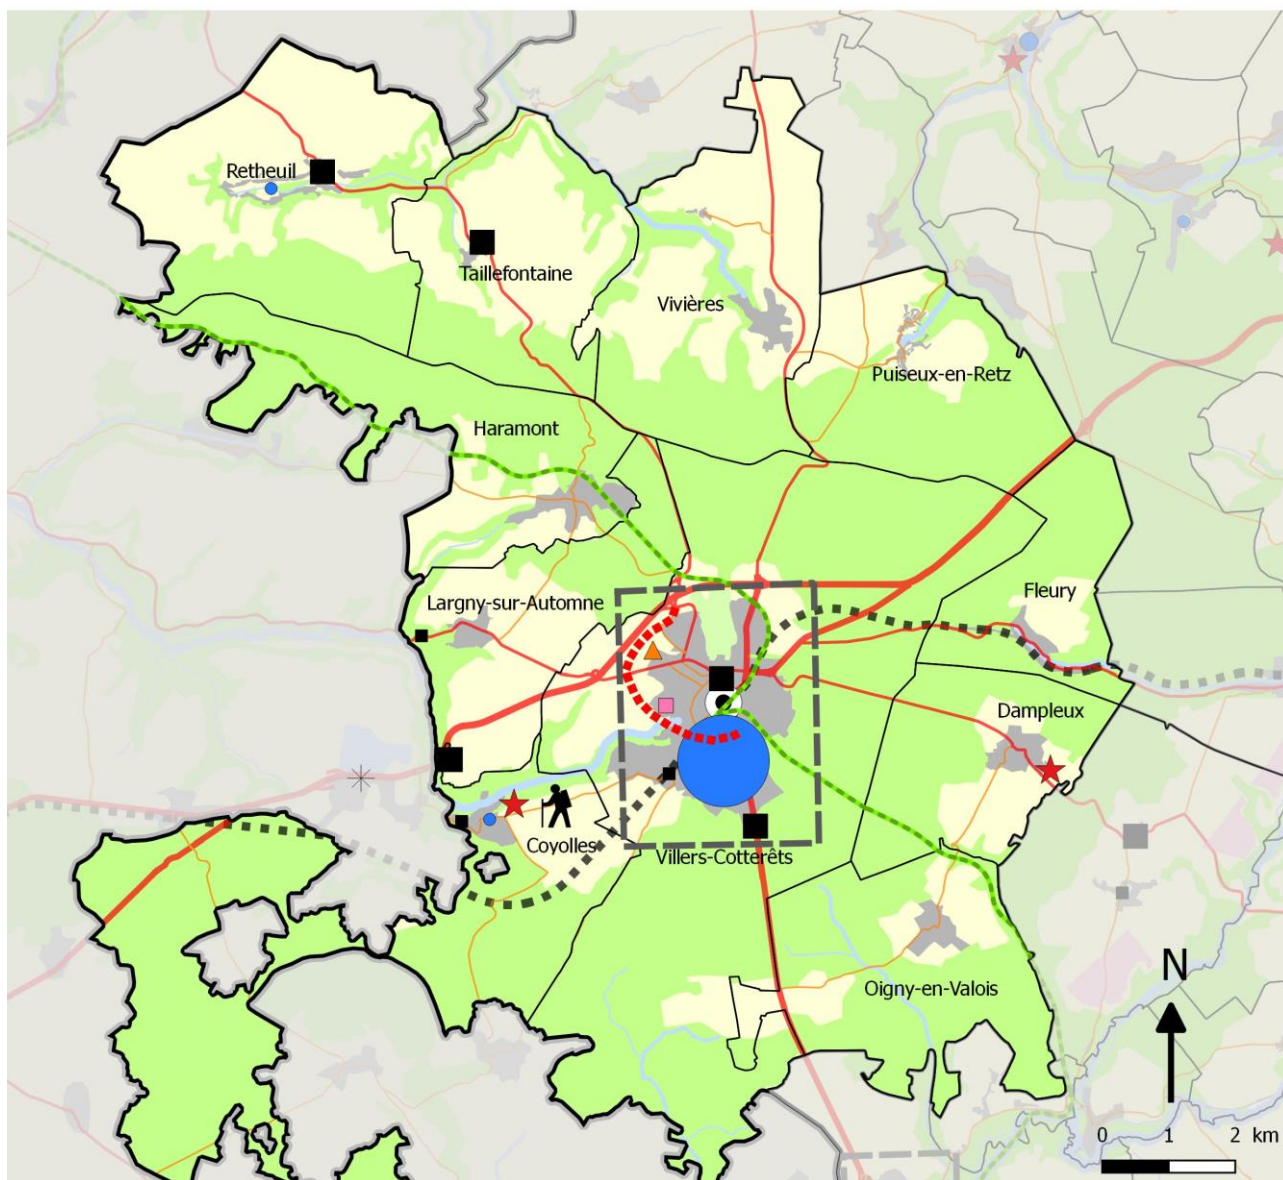 Retheuil
Taillefontaine
Vivières
Puiseux-en-Retz
Haramont
Largny-sur-Automne
Fleury
Dampleux
Coyolles
Villers-Cotterêts
Oigny-en-Valois
N
0 1 2 km